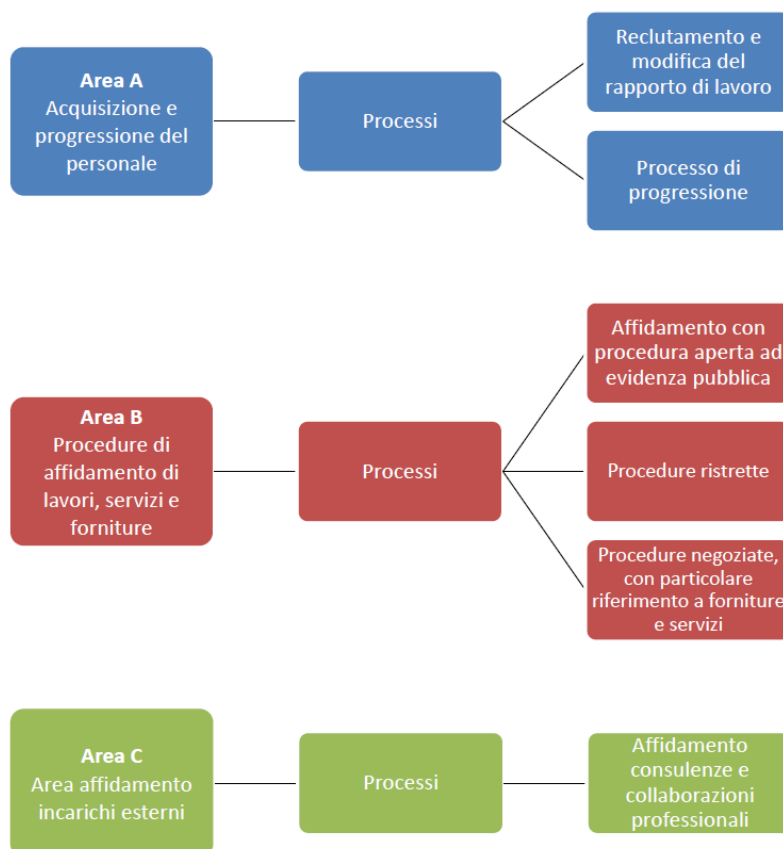 Area A
Acquisizione e
progressione del
personale
Processi
Reclutamento e
modifica del
rapporto di lavoro
Processo di
progressione
Area B
Procedure di
affidamento di
lavori, servizi e
forniture
Processi
Affidamento con
procedura aperta ad
evidenza pubblica
Procedure ristrette
Procedure negoziate,
con particolare
riferimento a forniture
e servizi
Area C
Area affidamento
incarichi esterni
Processi
Affidamento
consulenze e
collaborazioni
professionali